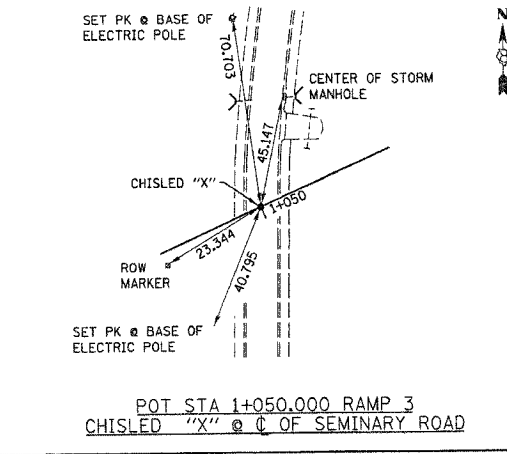 SET PK @ BASE OF
ELECTRIC POLE
N
70.703
CENTER OF STORM
MANHOLE
45.147
CHISLED "X"
1+050
23.344
ROW
MARKER
40.795
SET PK @ BASE OF
ELECTRIC POLE
POT STA 1+050.000 RAMP 3
CHISLED "X" @ ℄ OF SEMINARY ROAD